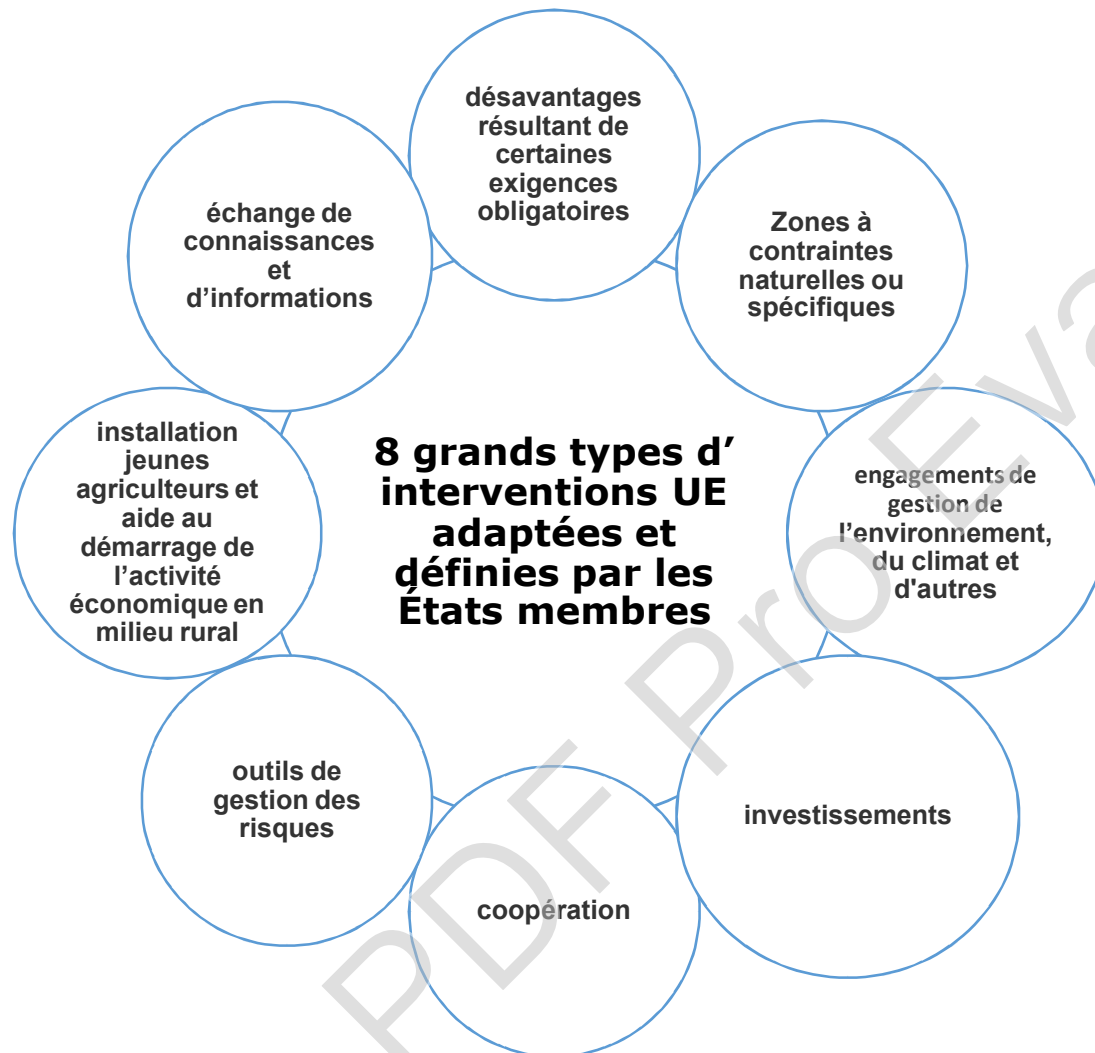 désavantages
résultant de
certaines
exigences
obligatoires
Zones à
contraintes
naturelles ou
spécifiques
engagements de
gestion de
l'environnement,
du climat et
d'autres
investissements
coopération
outils de
gestion des
risques
installation
jeunes
agriculteurs et
aide au
démarrage de
l'activité
économique en
milieu rural
échange de
connaissances
et
d'informations
8 grands types d'
interventions UE
adaptées et
définies par les
États membres
PDF Pro Eva